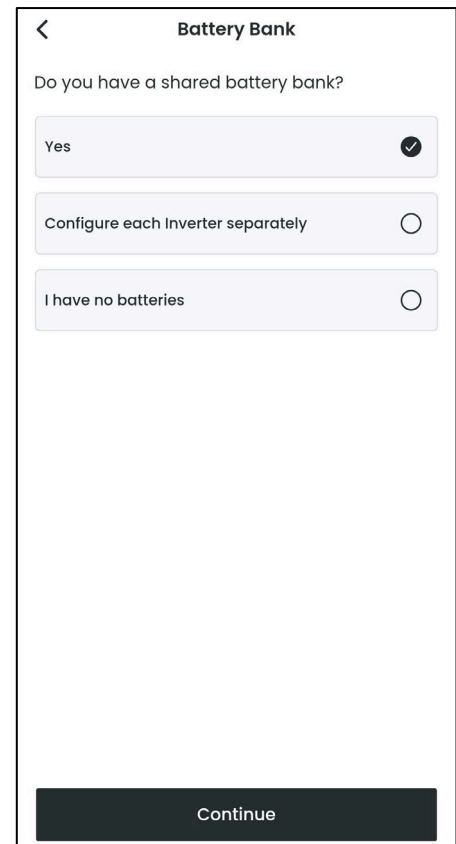 Battery Bank
Do you have a shared battery bank?
Yes
Configure each Inverter separately
I have no batteries
Continue